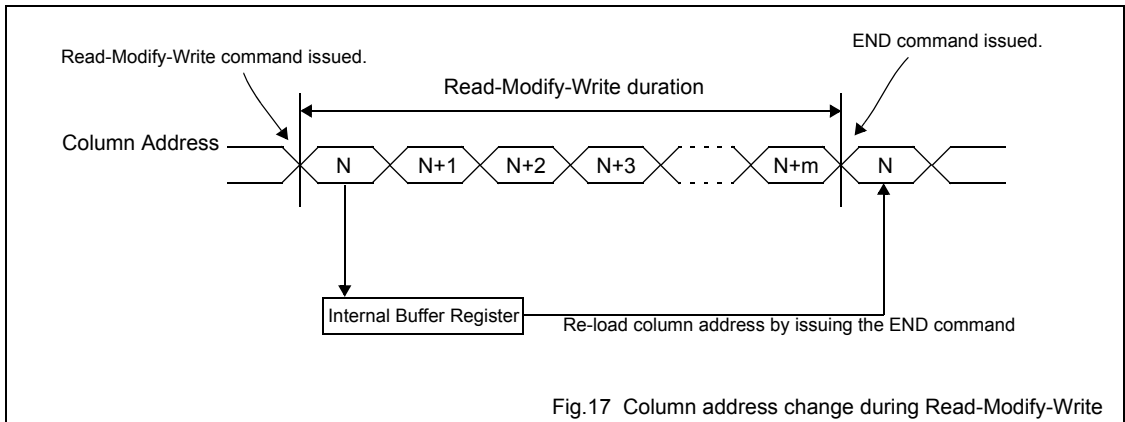 END command issued.
Read-Modify-Write command issued.
Read-Modify-Write duration
Column Address
N N+1 N+2 N+3 N+m N
Internal Buffer Register
Re-load column address by issuing the END command
Fig.17 Column address change during Read-Modify-Write